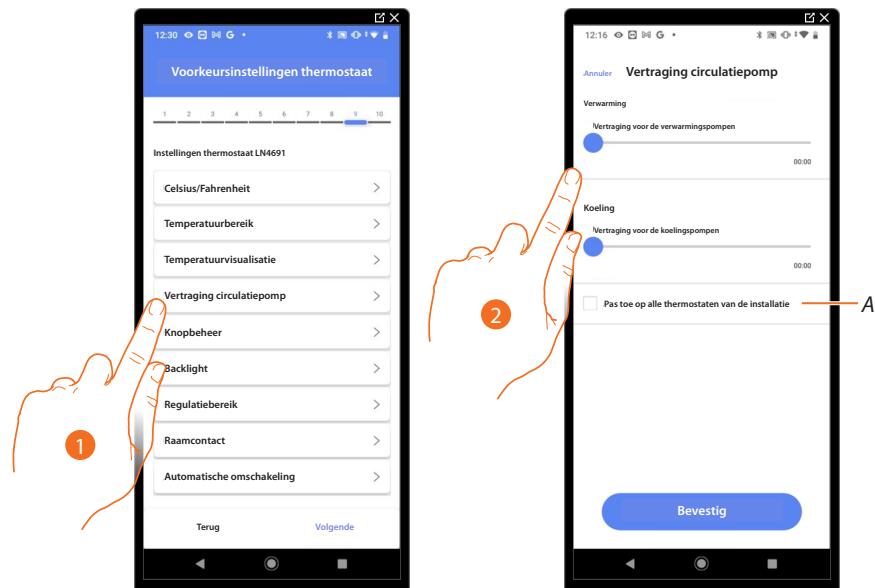 12:30 G
Voorkeursinstellingen thermostaat
1 2 3 4 5 6 7 8 9 10
Instellingen thermostaat LN4691
Celsius/Fahrenheit
Temperatuurbereik
Temperatuurvisualisatie
Vertraging circulatiepomp
Knopbeheer
Backlight
Regulatiebereik
Raamcontact
Automatische omschakeling
Terug Volgende
1
12:16 G
Annuler Vertraging circulatiepomp
Verwarming
Vertraging voor de verwarmingspompen
00:00
Koeling
Vertraging voor de koelingspompen
00:00
Pas toe op alle thermostaten van de installatie
A
Bevestig
2